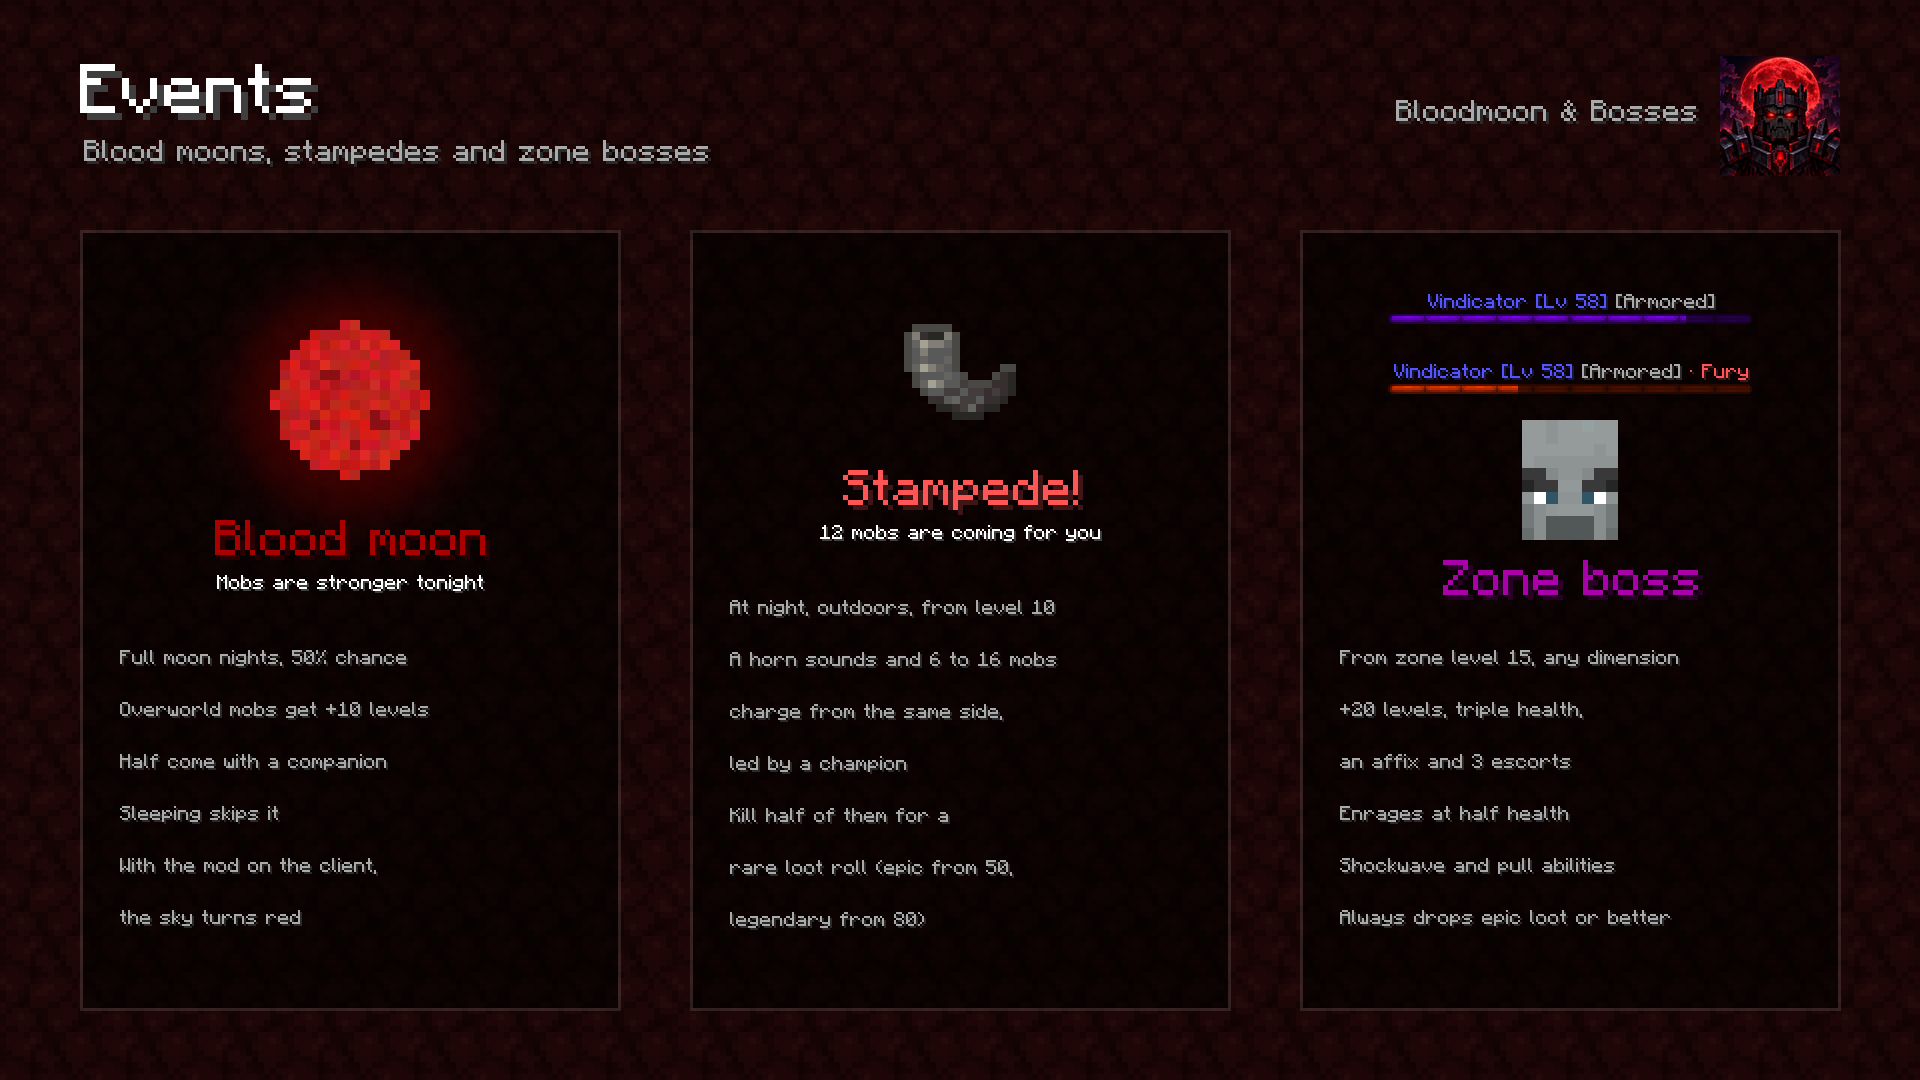 Events
Blood moons, stampedes and zone bosses
Bloodmoon & Bosses
Blood moon
Mobs are stronger tonight
Full moon nights, 50% chance
Overworld mobs get +10 levels
Half come with a companion
Sleeping skips it
With the mod on the client,
the sky turns red
Stampede!
12 mobs are coming for you
At night, outdoors, from level 10
A horn sounds and 6 to 16 mobs
charge from the same side,
led by a champion
Kill half of them for a
rare loot roll (epic from 50,
legendary from 80)
Vindicator [Lv 58] [Armored]
Vindicator [Lv 58] [Armored] · Fury
Zone boss
From zone level 15, any dimension
+20 levels, triple health,
an affix and 3 escorts
Enrages at half health
Shockwave and pull abilities
Always drops epic loot or better